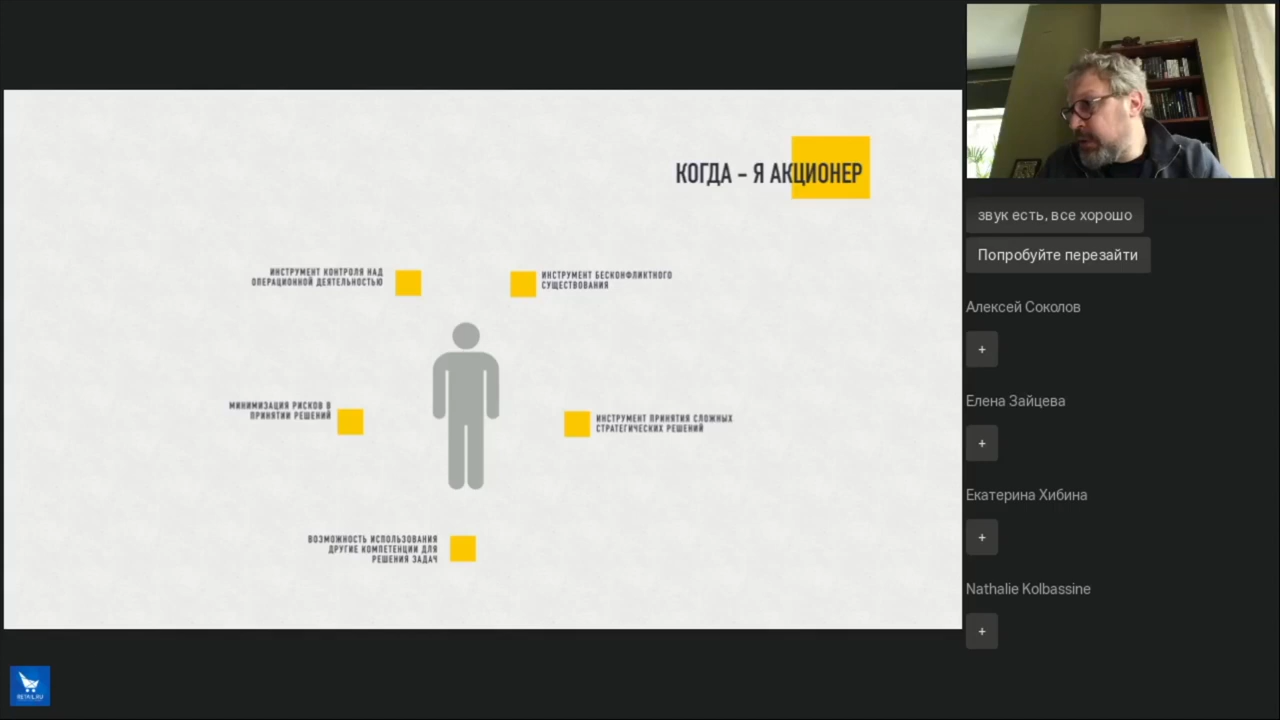 КОГДА – Я АКЦИОНЕР
ИНСТРУМЕНТ КОНТРОЛЯ НАД
ОПЕРАЦИОННОЙ ДЕЯТЕЛЬНОСТЬЮ
ИНСТРУМЕНТ БЕСКОНФЛИКТНОГО
СУЩЕСТВОВАНИЯ
МИНИМИЗАЦИЯ РИСКОВ В
ПРИНЯТИИ РЕШЕНИЙ
ИНСТРУМЕНТ ПРИНЯТИЯ СЛОЖНЫХ
СТРАТЕГИЧЕСКИХ РЕШЕНИЙ
ВОЗМОЖНОСТЬ ИСПОЛЬЗОВАНИЯ
ДРУГИЕ КОМПЕТЕНЦИИ ДЛЯ
РЕШЕНИЯ ЗАДАЧ
RETAIL.RU
звук есть, все хорошо
Попробуйте перезайти
Алексей Соколов
+
Елена Зайцева
+
Екатерина Хибина
+
Nathalie Kolbassine
+